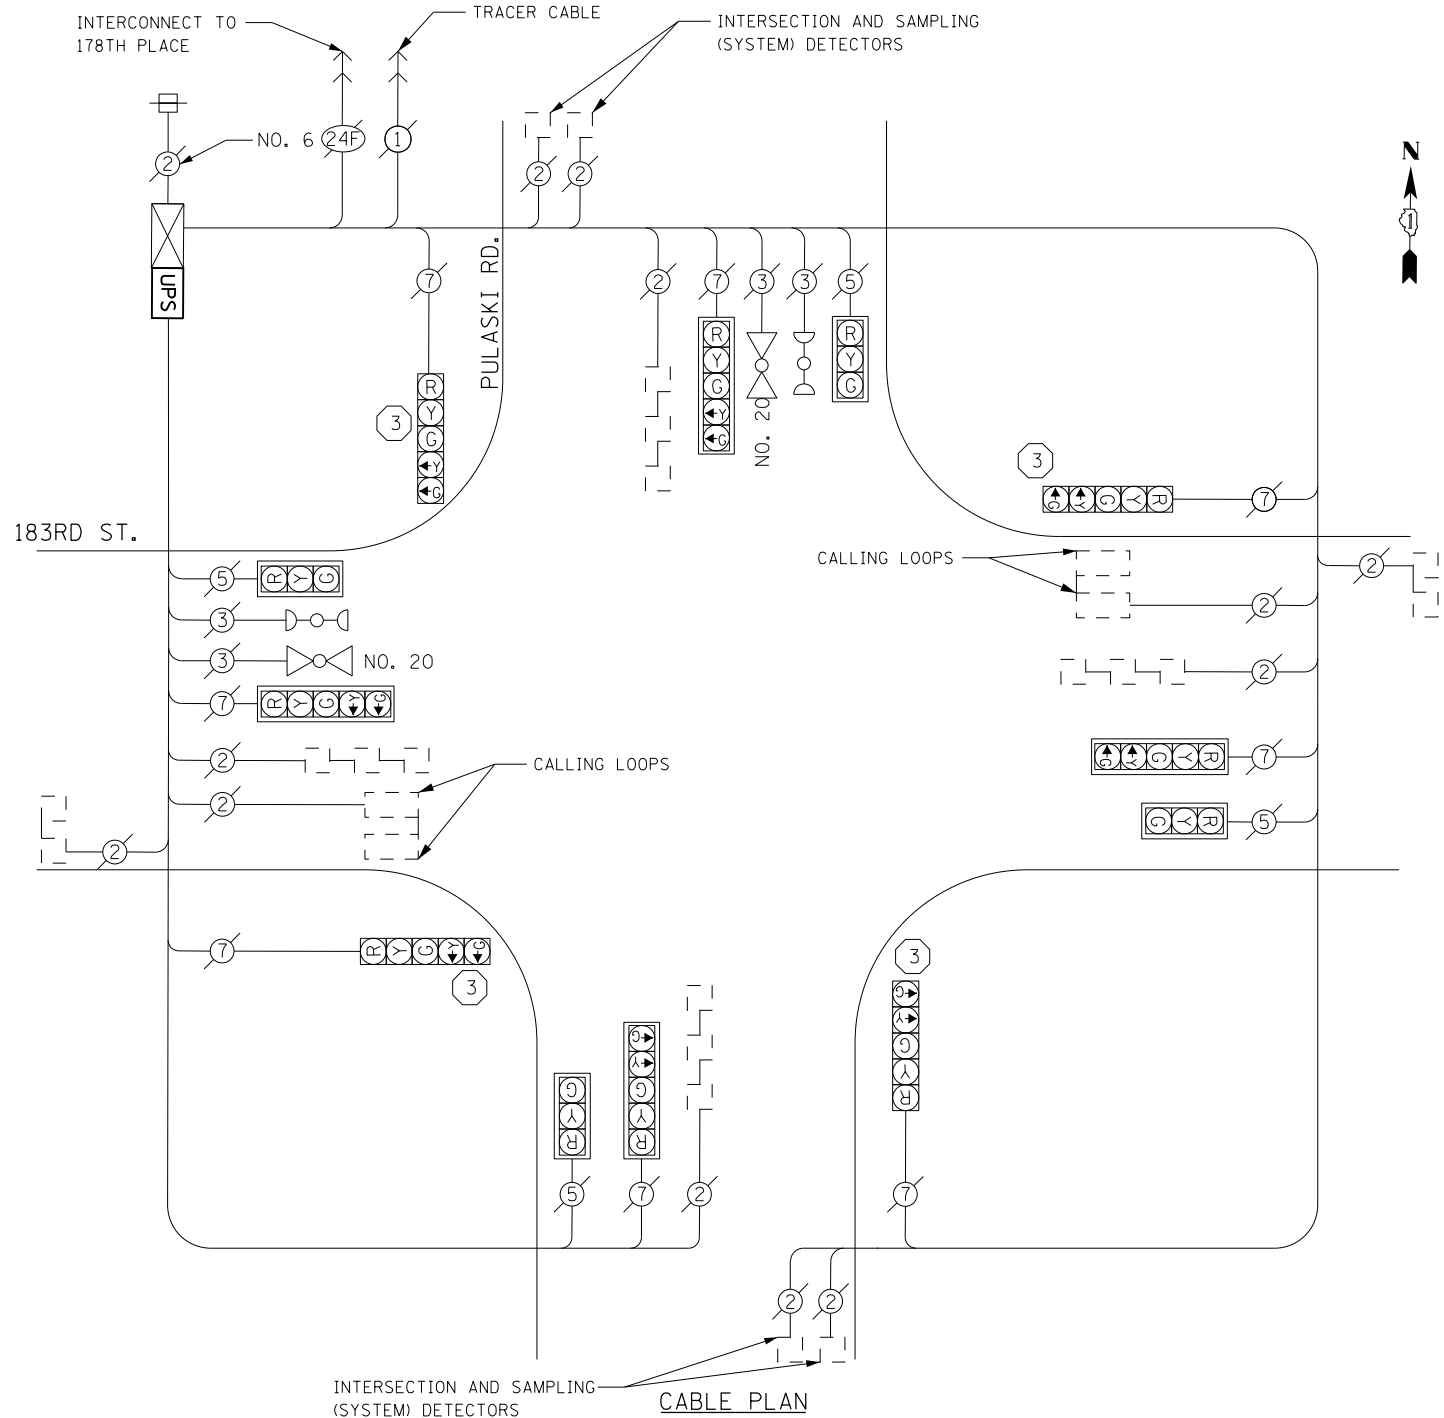 INTERCONNECT TO
178TH PLACE
TRACER CABLE
INTERSECTION AND SAMPLING
(SYSTEM) DETECTORS
NO. 6
24F
1
2
2
2
N
1
UPS
PULASKI RD.
7
2
7
3
3
5
R
Y
G
Y
G
3
R
Y
G
Y
G
NO. 20
R
Y
G
3
G Y G Y R
7
183RD ST.
CALLING LOOPS
2
2
2
5
R Y G
3
3
NO. 20
7
R Y G Y G
2
CALLING LOOPS
2
2
G Y G Y R
7
G Y R
5
7
R Y G Y G
3
3
G
Y
G
Y
R
7
G
Y
R
5
G
Y
G
Y
R
7
2
2
2
INTERSECTION AND SAMPLING
(SYSTEM) DETECTORS
CABLE PLAN